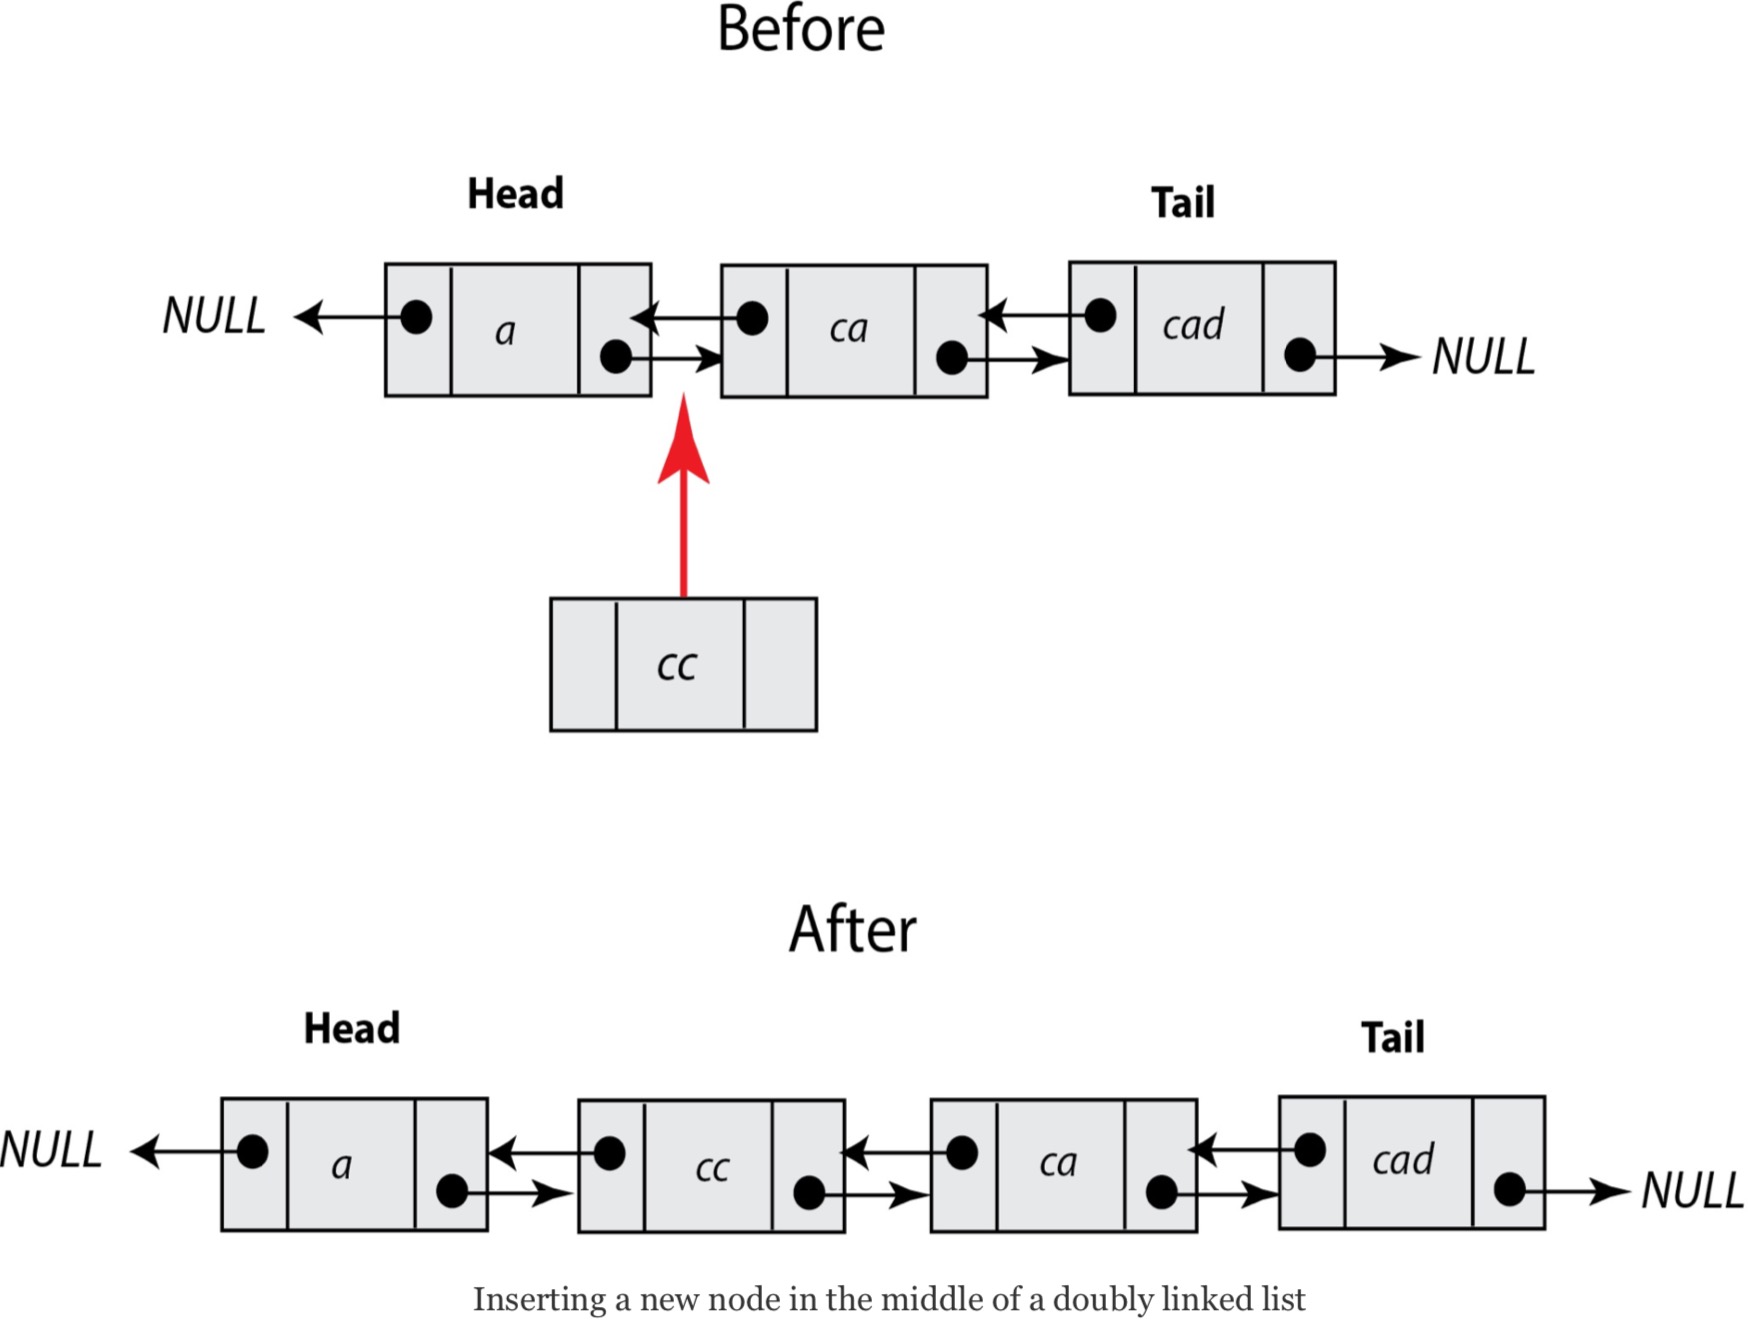 Before
Head
Tail
NULL
a
ca
cad
NULL
cc
After
Head
Tail
NULL
a
cc
ca
cad
NULL
Inserting a new node in the middle of a doubly linked list